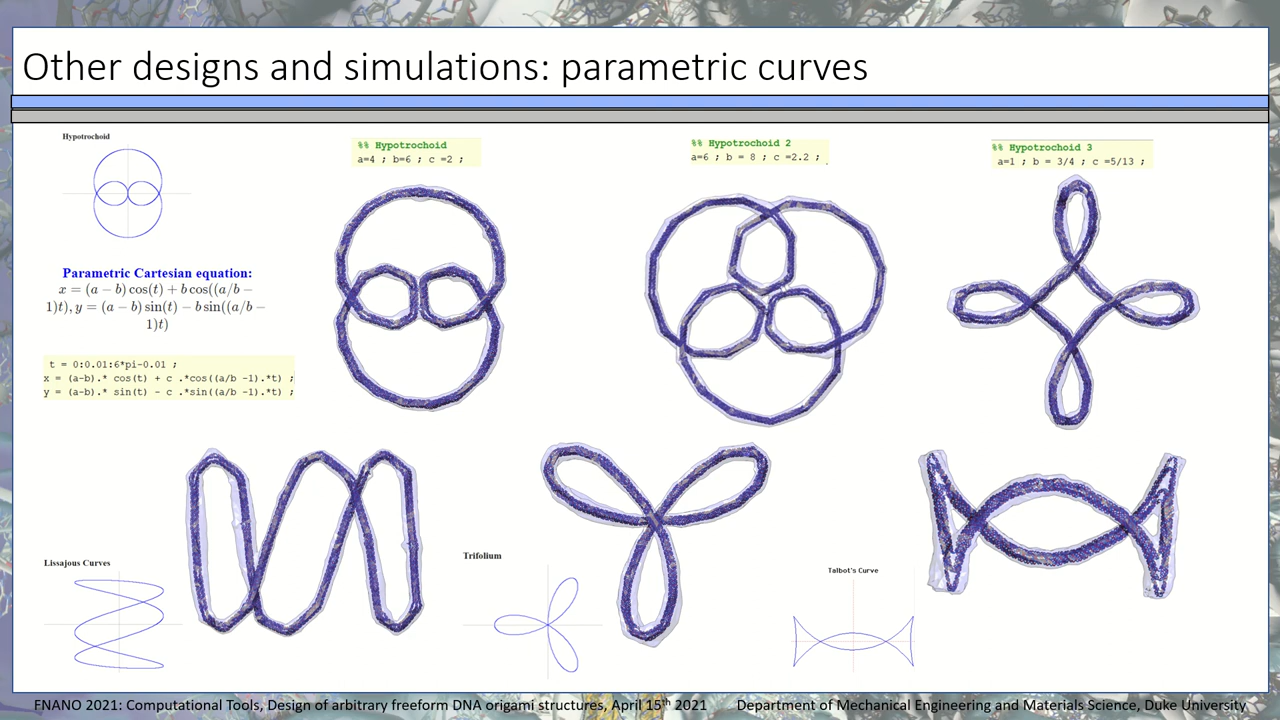 Other designs and simulations: parametric curves
Hypotrochoid
%% Hypotrochoid
a=4 ; b=6 ; c =2 ;
%% Hypotrochoid 2
a=6 ; b = 8 ; c =2.2 ;
%% Hypotrochoid 3
a=1 ; b = 3/4 ; c =5/13 ;
Parametric Cartesian equation:
x = (a − b) cos(t) + b cos((a/b −
1)t), y = (a − b) sin(t) − b sin((a/b −
1)t)
t = 0:0.01:6*pi-0.01 ;
x = (a-b).* cos(t) + c .*cos((a/b -1).*t) ;
y = (a-b).* sin(t) - c .*sin((a/b -1).*t) ;
Lissajous Curves
Trifolium
Talbot's Curve
FNANO 2021: Computational Tools, Design of arbitrary freeform DNA origami structures, April 15th 2021
Department of Mechanical Engineering and Materials Science, Duke University